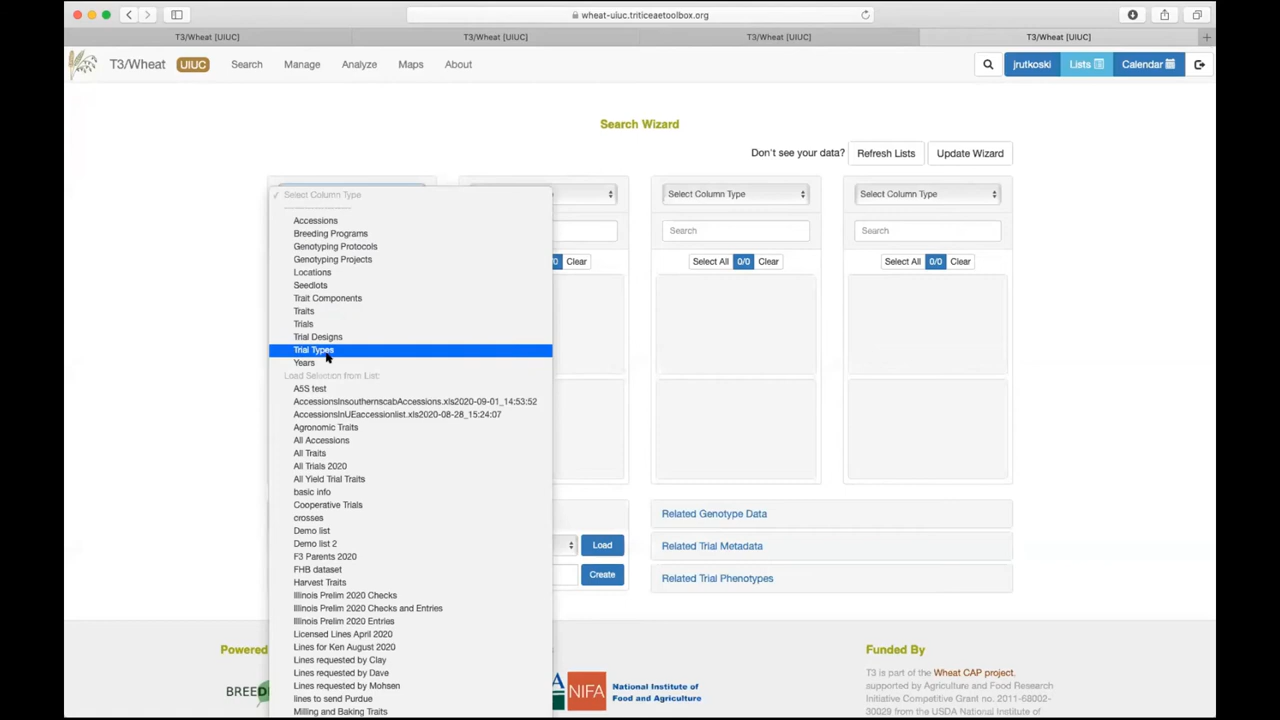 wheat-uiuc.triticeaetoolbox.org
T3/Wheat [UIUC]
T3/Wheat [UIUC]
T3/Wheat [UIUC]
T3/Wheat [UIUC]
T3/Wheat UIUC Search Manage Analyze Maps About
jrutkoski Lists Calendar
Search Wizard
Don't see your data? Refresh Lists Update Wizard
✓ Select Column Type
Accessions
Breeding Programs
Genotyping Protocols
Genotyping Projects
Locations
Seedlots
Trait Components
Traits
Trials
Trial Designs
Trial Types
Years
Load Selection from List:
A5S test
AccessionsInsouthernscabAccessions.xls2020-09-01_14:53:52
AccessionsInUEaccessionlist.xls2020-08-28_15:24:07
Agronomic Traits
All Accessions
All Traits
All Trials 2020
All Yield Trial Traits
basic info
Cooperative Trials
crosses
Demo list
Demo list 2
F3 Parents 2020
FHB dataset
Harvest Traits
Illinois Prelim 2020 Checks
Illinois Prelim 2020 Checks and Entries
Illinois Prelim 2020 Entries
Licensed Lines April 2020
Lines for Ken August 2020
Lines requested by Clay
Lines requested by Dave
Lines requested by Mohsen
lines to send Purdue
Milling and Baking Traits
Clear
Select Column Type
Search
Select All 0/0 Clear
Select Column Type
Search
Select All 0/0 Clear
Load
Create
Related Genotype Data
Related Trial Metadata
Related Trial Phenotypes
Powered
BREED
NIFA
National Institute of
Food and Agriculture
Funded By
T3 is part of the Wheat CAP project,
supported by Agriculture and Food Research
Initiative Competitive Grant no. 2011-68002-
30029 from the USDA National Institute of